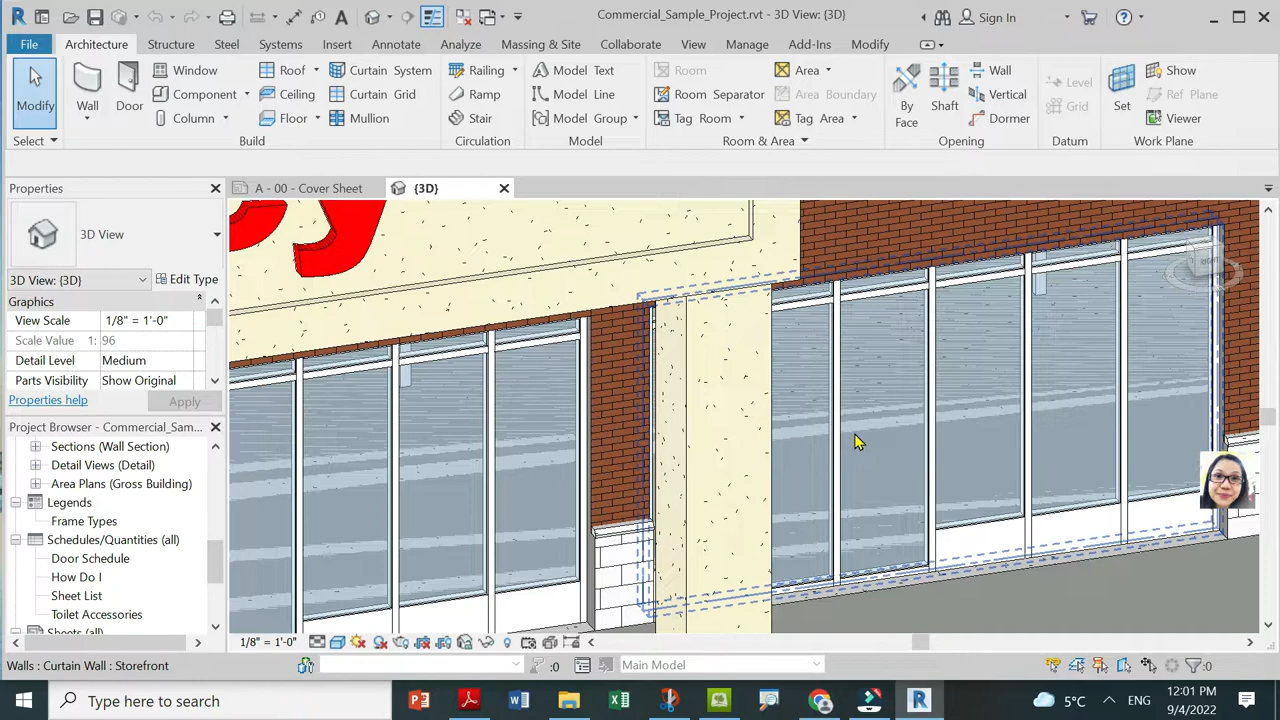 Commercial_Sample_Project.rvt - 3D View: {3D}
Sign In
File Architecture Structure Steel Systems Insert Annotate Analyze Massing & Site Collaborate View Manage Add-Ins Modify
Modify
Wall
Door
Window
Component
Column
Roof
Ceiling
Floor
Curtain System
Curtain Grid
Mullion
Railing
Ramp
Stair
Model Text
Model Line
Model Group
Room
Room Separator
Tag Room
Area
Area Boundary
Tag Area
By
Face
Shaft
Wall
Vertical
Dormer
Level
Grid
Set
Show
Ref Plane
Viewer
Select Build Circulation Model Room & Area Opening Datum Work Plane
Properties
A - 00 - Cover Sheet
{3D}
3D View
3D View: {3D}
Edit Type
Graphics
View Scale 1/8" = 1'-0"
Scale Value 1: 96
Detail Level Medium
Parts Visibility Show Original
Properties help
Apply
Project Browser - Commercial_Sam...
Sections (Wall Section)
Detail Views (Detail)
Area Plans (Gross Building)
Legends
Frame Types
Schedules/Quantities (all)
Door Schedule
How Do I
Sheet List
Toilet Accessories
Sheets (all)
1/8" = 1'-0"
Walls : Curtain Wall : Storefront
:0
Main Model
:0
Type here to search
5°C
ENG
12:01 PM
9/4/2022